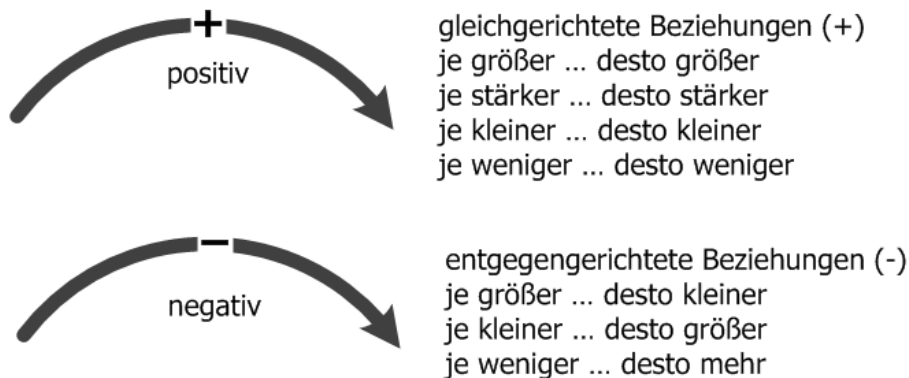 +
positiv
gleichgerichtete Beziehungen (+)
je größer ... desto größer
je stärker ... desto stärker
je kleiner ... desto kleiner
je weniger ... desto weniger
−
negativ
entgegengerichtete Beziehungen (-)
je größer ... desto kleiner
je kleiner ... desto größer
je weniger ... desto mehr